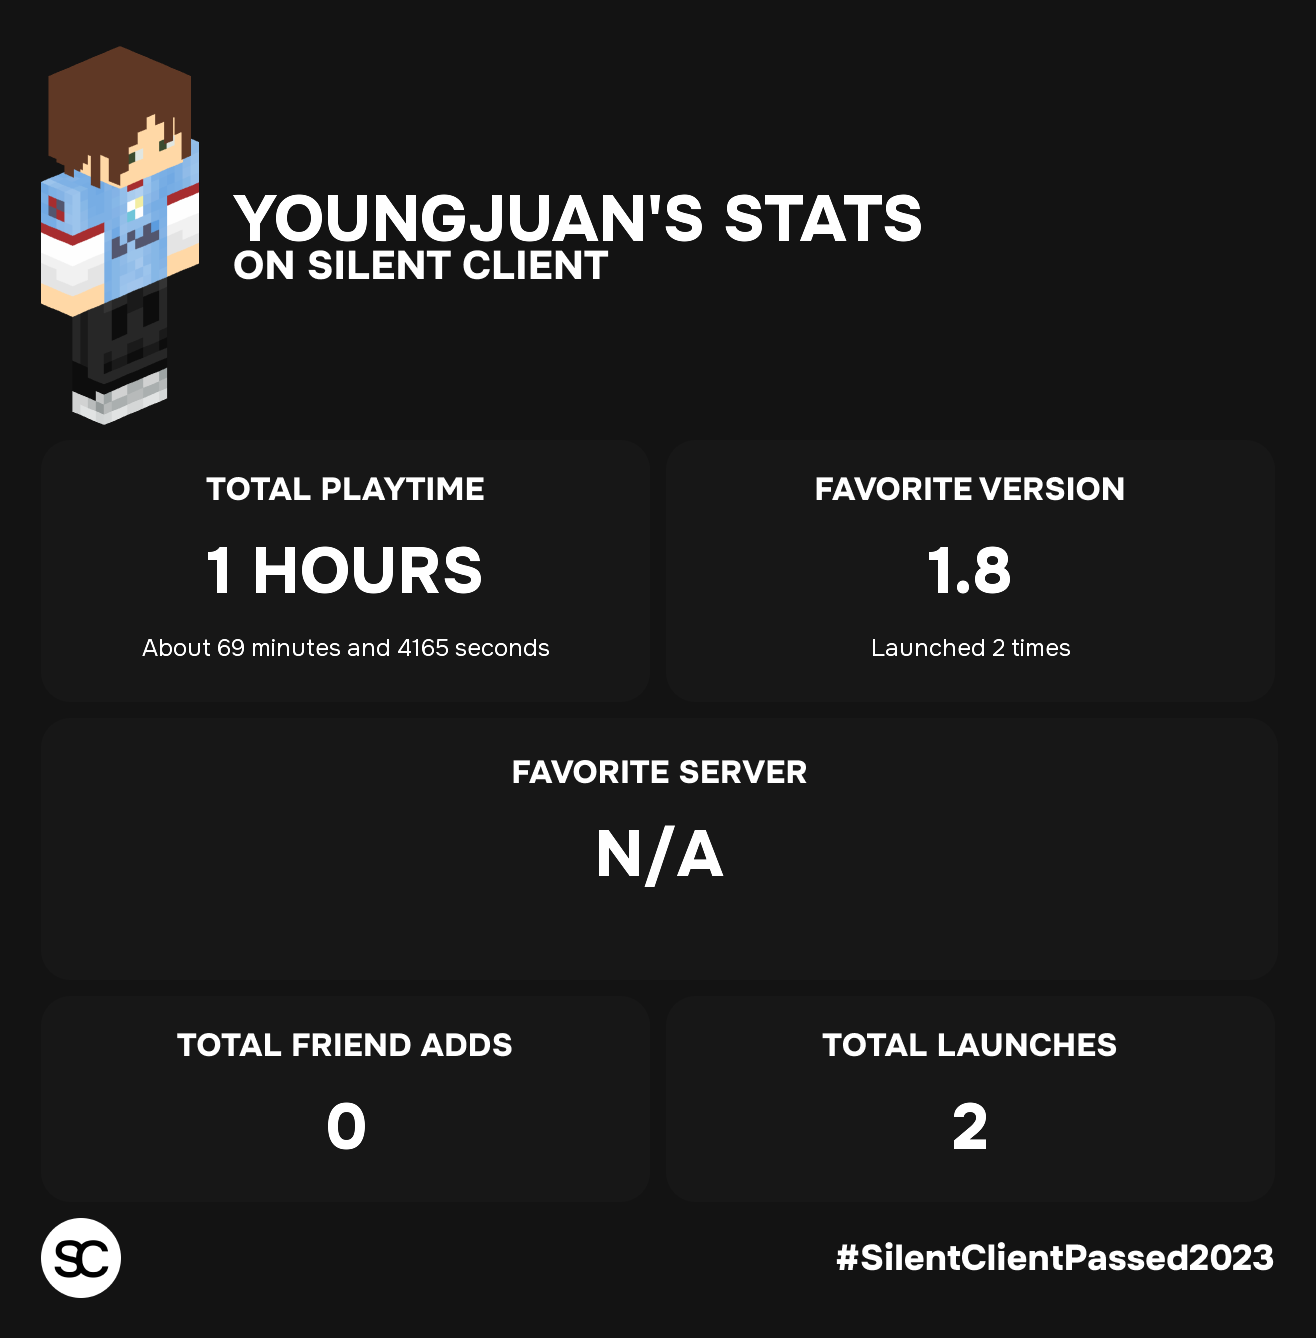 YOUNGJUAN'S STATS
ON SILENT CLIENT
TOTAL PLAYTIME
1 HOURS
About 69 minutes and 4165 seconds
FAVORITE VERSION
1.8
Launched 2 times
FAVORITE SERVER
N/A
TOTAL FRIEND ADDS
0
TOTAL LAUNCHES
2
SC
#SilentClientPassed2023